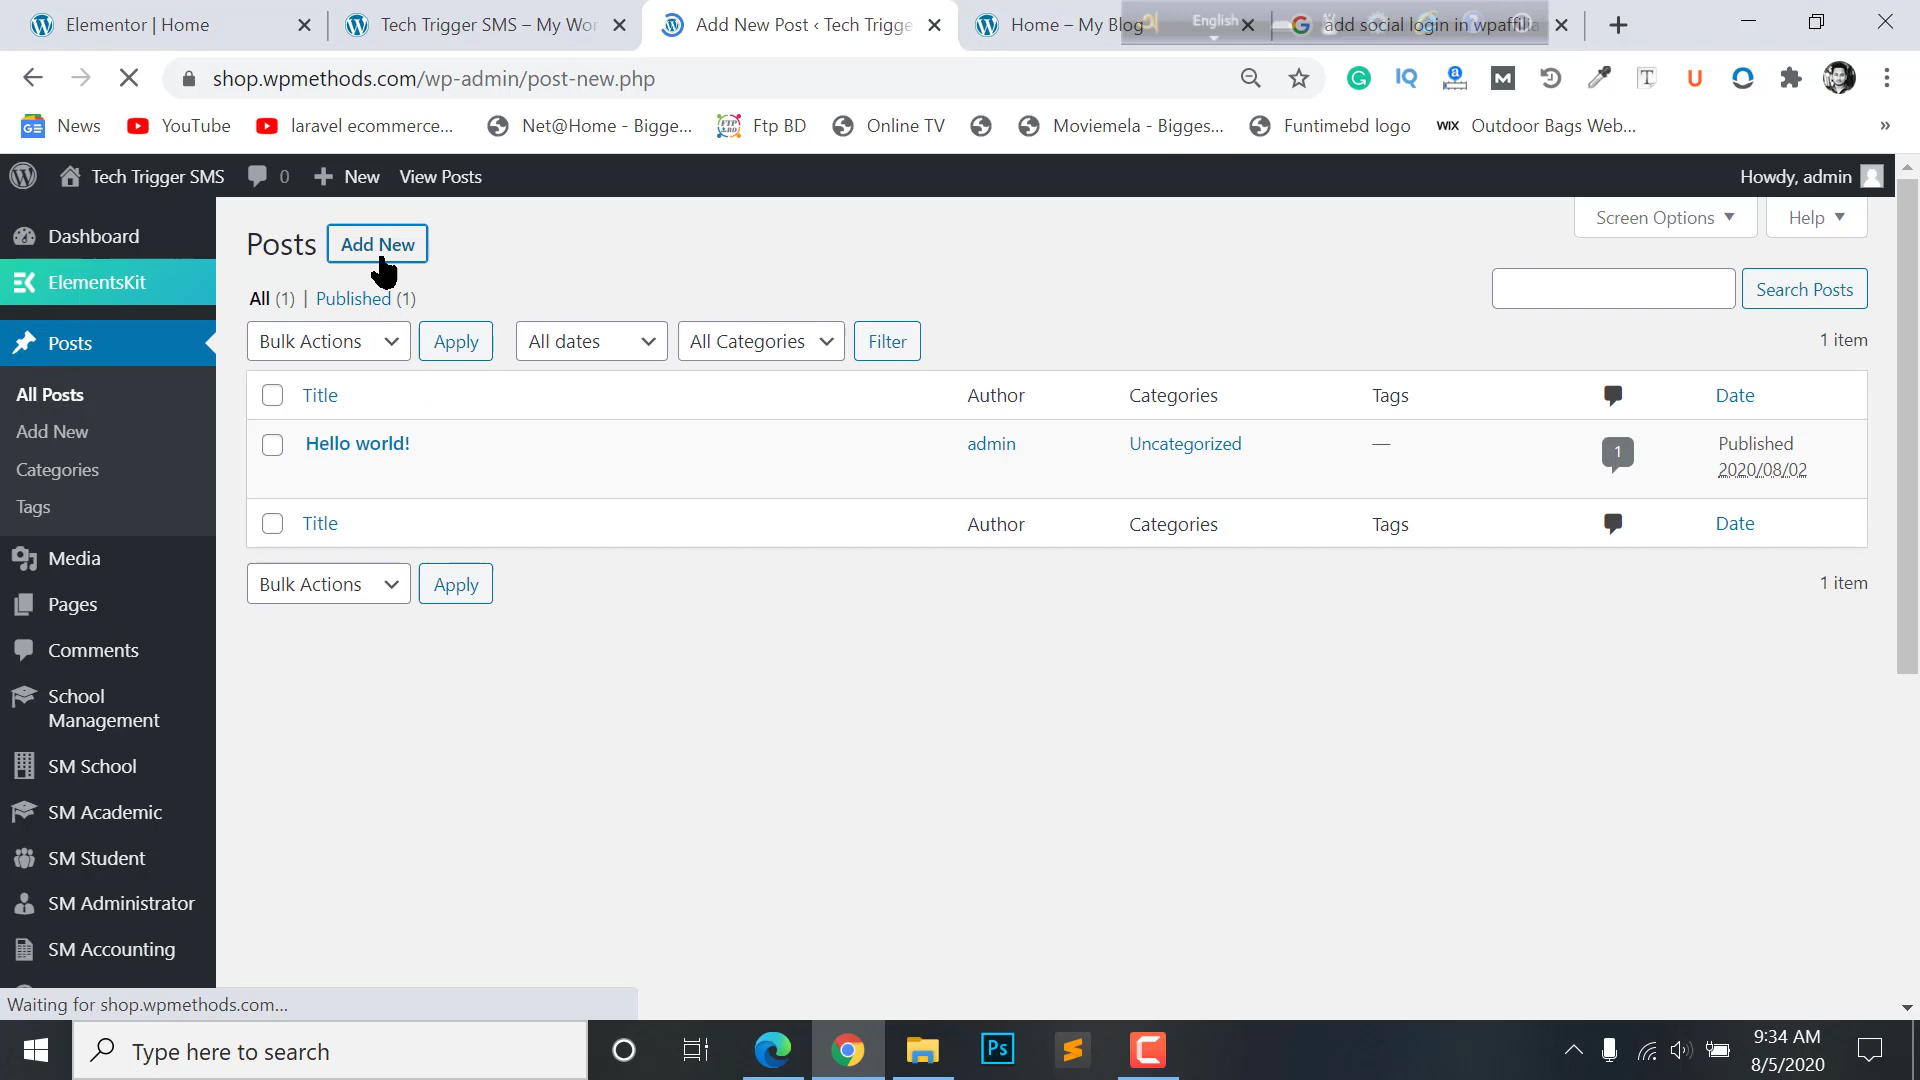 Elementor | Home
Tech Trigger SMS – My Wor
Add New Post ‹ Tech Trigge
Home – My Blog
English
add social login in wpaffilia
shop.wpmethods.com/wp-admin/post-new.php
News
YouTube
laravel ecommerce...
Net@Home - Bigge...
Ftp BD
Online TV
Moviemela - Bigges...
Funtimebd logo
WIX
Outdoor Bags Web...
»
Tech Trigger SMS
0
New
View Posts
Howdy, admin
Dashboard
ElementsKit
Posts
All Posts
Add New
Categories
Tags
Media
Pages
Comments
School Management
SM School
SM Academic
SM Student
SM Administrator
SM Accounting
Posts
Add New
Screen Options
Help
All (1) | Published (1)
Search Posts
Bulk Actions
Apply
All dates
All Categories
Filter
1 item
Title
Author
Categories
Tags
Date
Hello world!
admin
Uncategorized
—
1
Published
2020/08/02
Title
Author
Categories
Tags
Date
Bulk Actions
Apply
1 item
Waiting for shop.wpmethods.com...
Type here to search
Ps
9:34 AM
8/5/2020